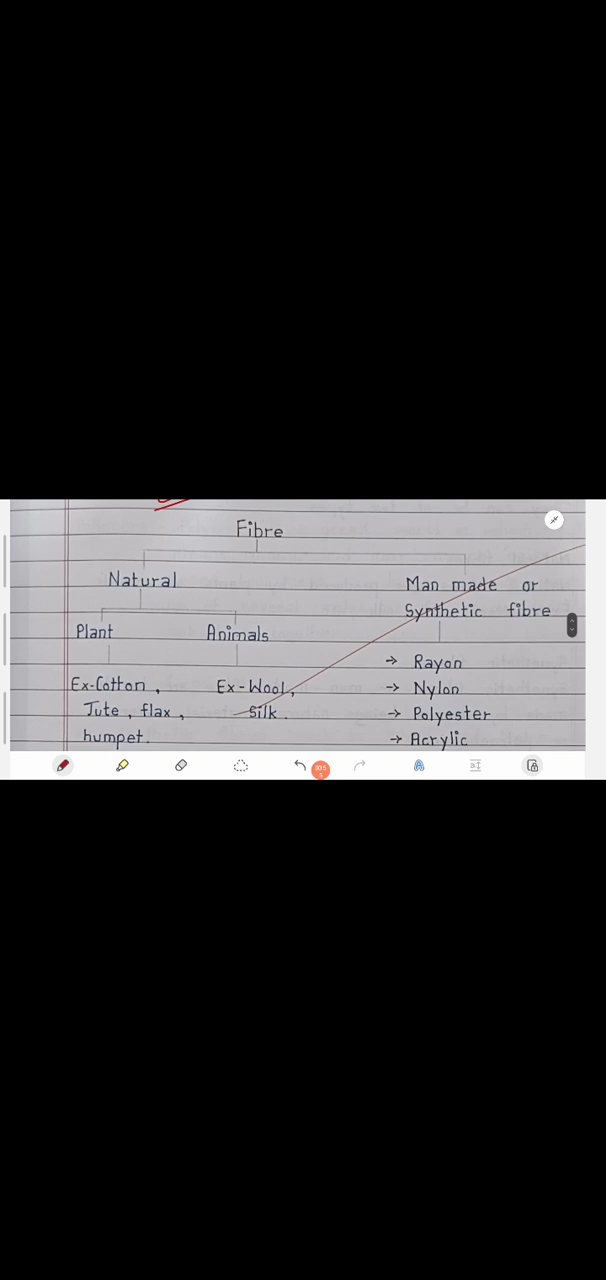 Fibre
Natural
Man made or
Synthetic fibre
Plant
Animals
Ex-Cotton,
Jute, flax,
humpet.
Ex-Wool,
Silk.
→ Rayon
→ Nylon
→ Polyester
→ Acrylic